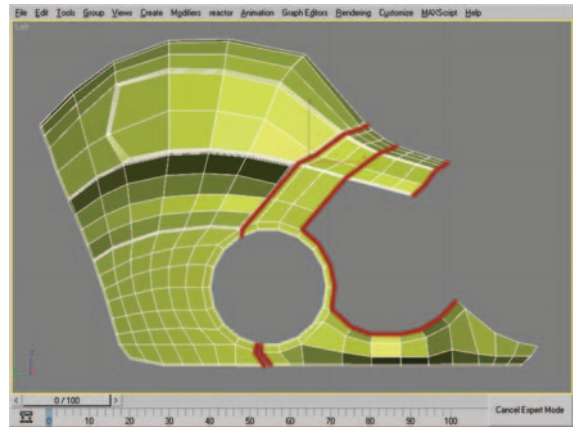 File Edit Tools Group Views Create Modifiers reactor Animation Graph Editors Rendering Customize MAXScript Help
Left
0 / 100
Cancel Expert Mode
0 10 20 30 40 50 60 70 80 90 100